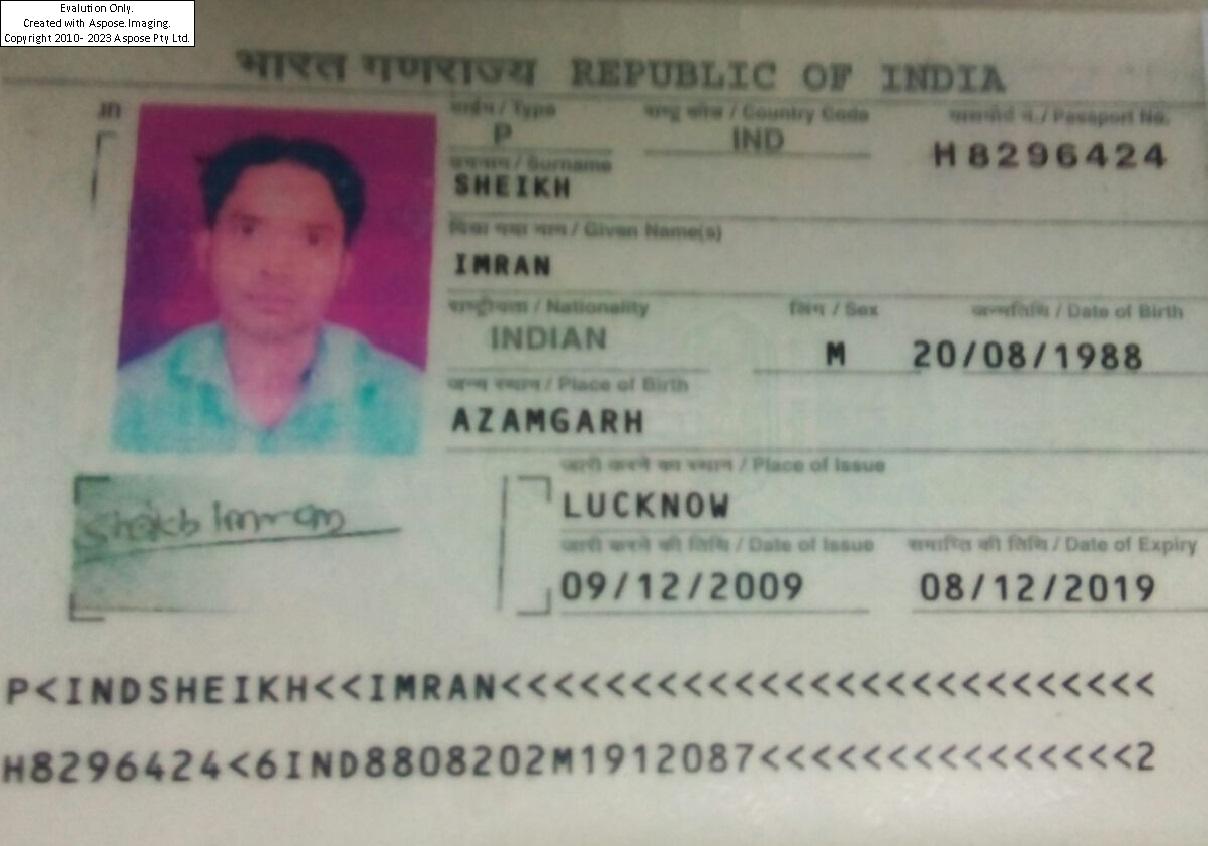 Evalution Only.
Created with Aspose.Imaging.
Copyright 2010- 2023 Aspose Pty Ltd.
भारत गणराज्य REPUBLIC OF INDIA
टाईप / Type
राष्ट्र कोड / Country Code
पासपोर्ट नं. / Passport No.
P
IND
H8296424
उपनाम / Surname
SHEIKH
दिया गया नाम / Given Name(s)
IMRAN
राष्ट्रीयता / Nationality
लिंग / Sex
जन्मतिथि / Date of Birth
INDIAN
M
20/08/1988
जन्म स्थान / Place of Birth
AZAMGARH
जारी करने का स्थान / Place of Issue
LUCKNOW
जारी करने की तिथि / Date of Issue
समाप्ति की तिथि / Date of Expiry
09/12/2009
08/12/2019
Sheikh Imran
P<INDSHEIKH<<IMRAN<<<<<<<<<<<<<<<<<<<<<<<<<<
H8296424<6IND8808202M1912087<<<<<<<<<<<<<<<2